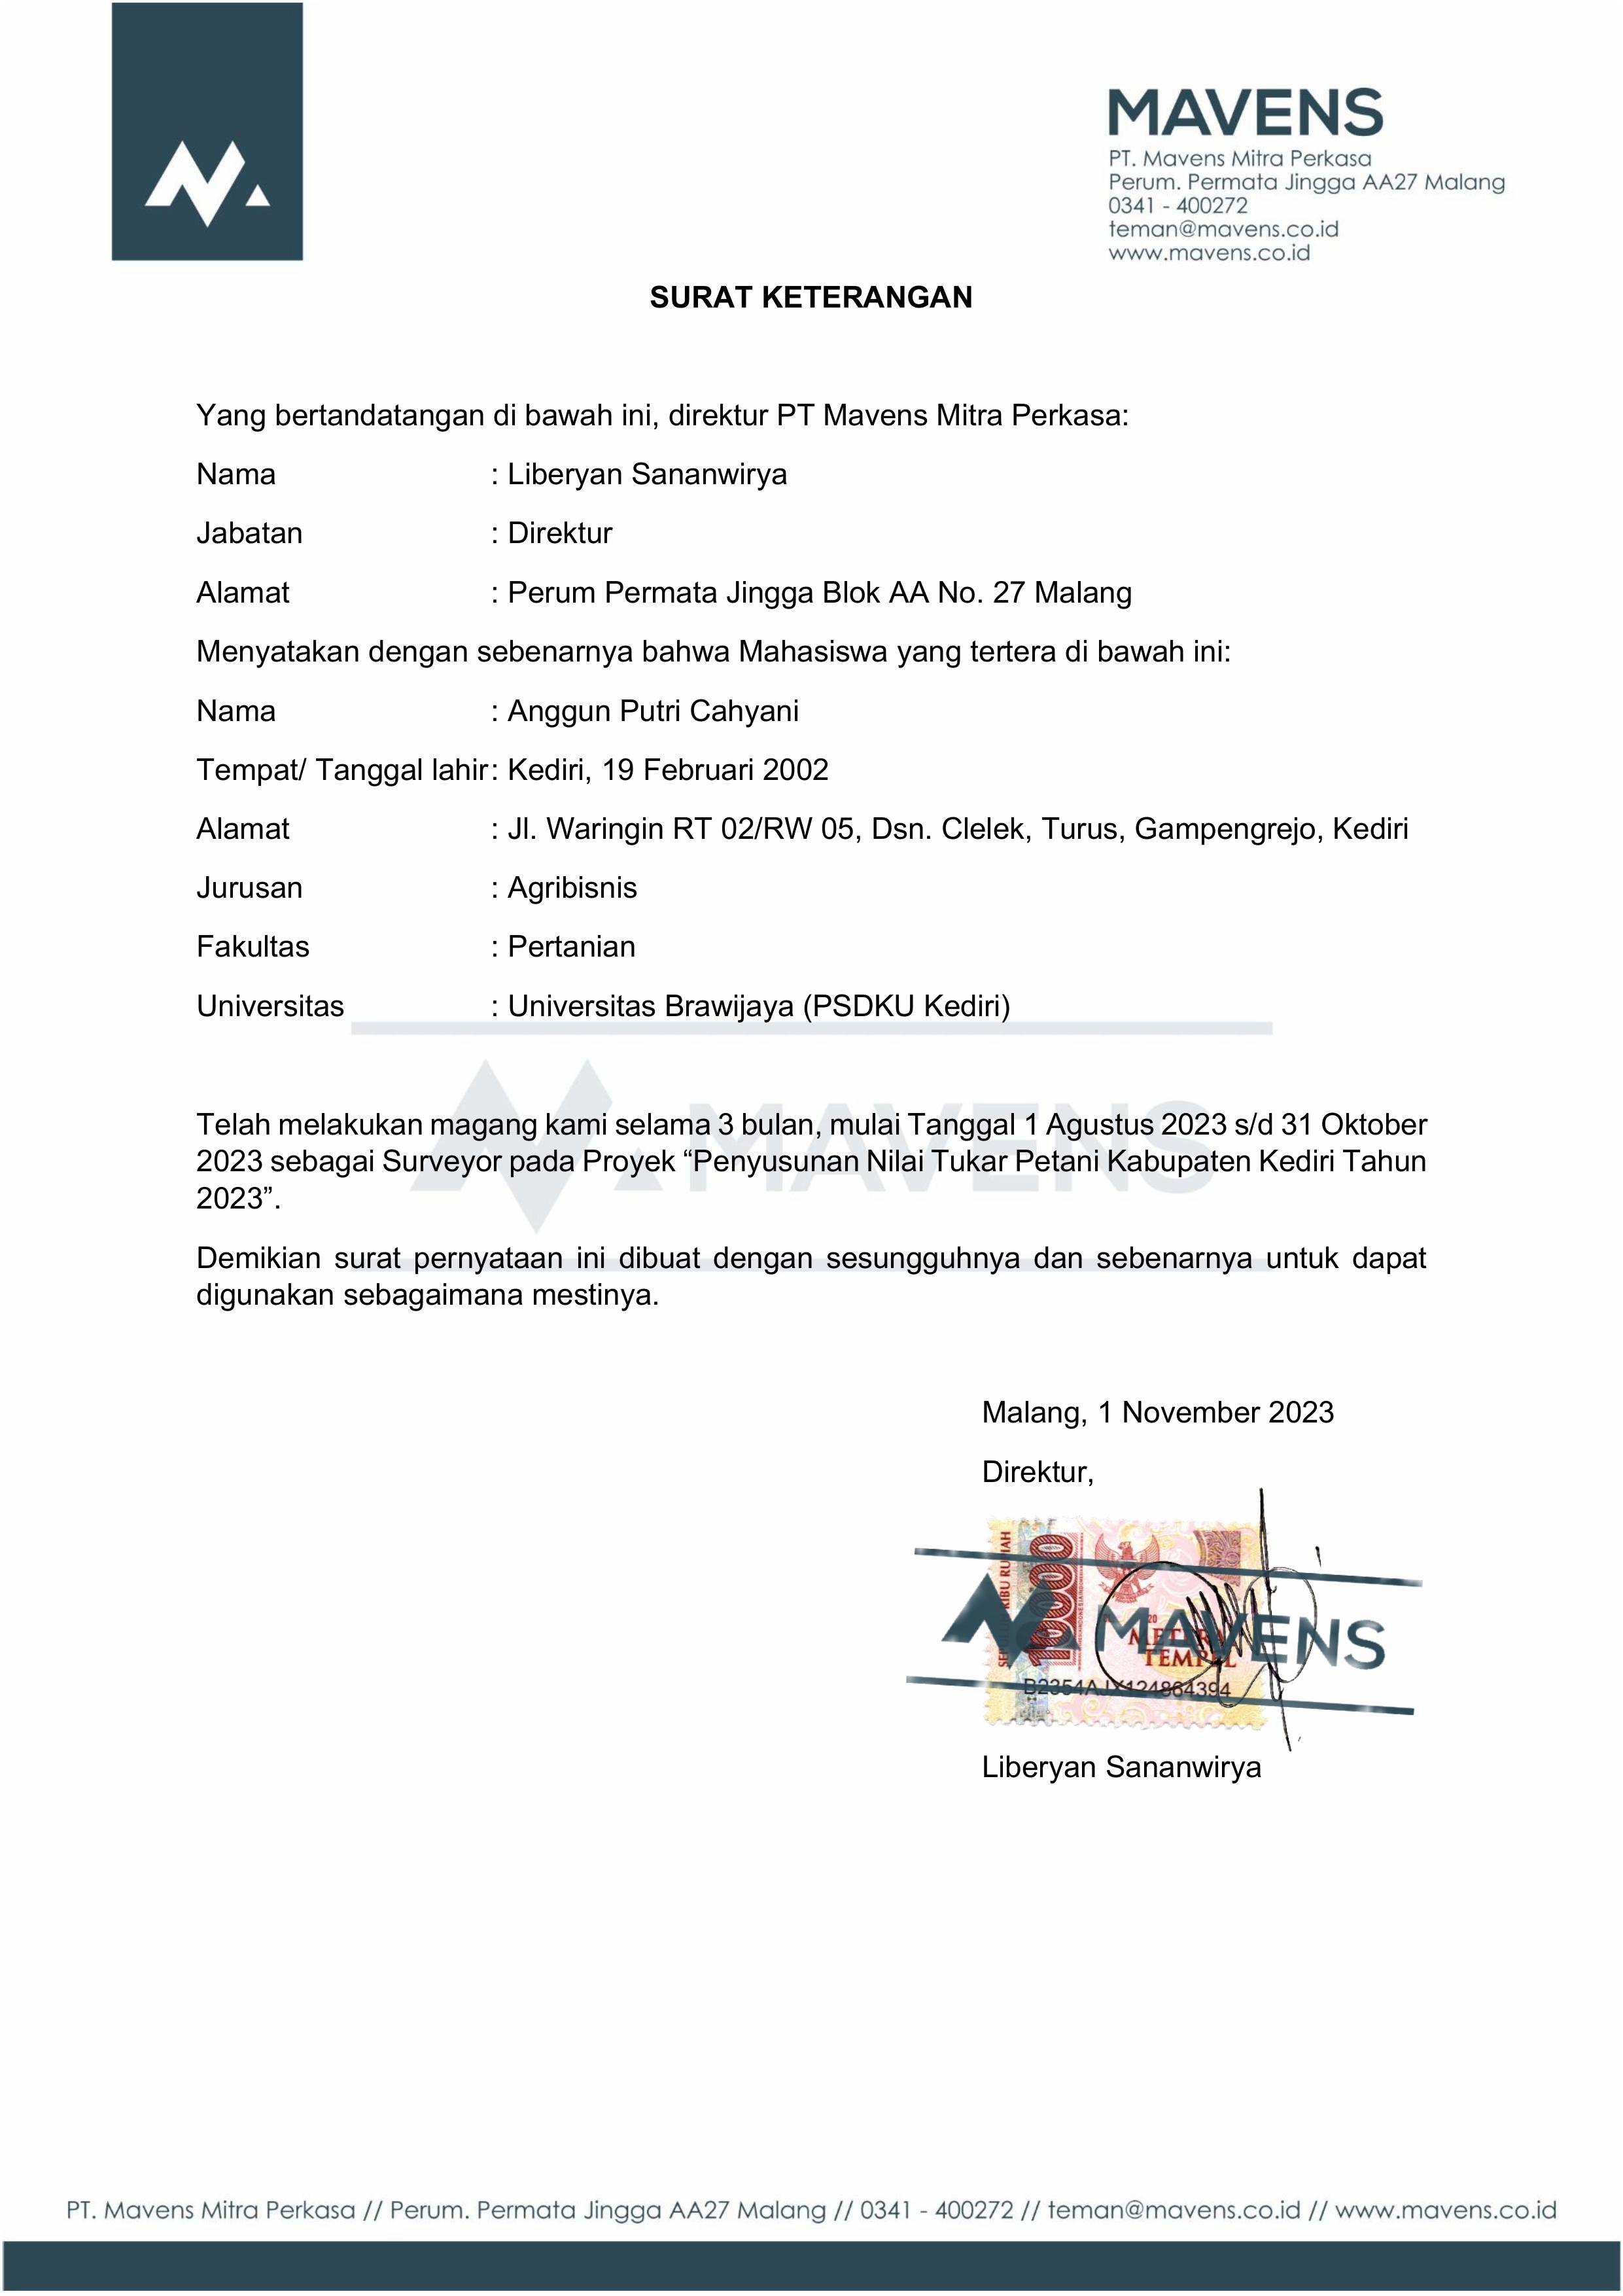 MAVENS
PT. Mavens Mitra Perkasa
Perum. Permata Jingga AA27 Malang
0341 - 400272
teman@mavens.co.id
www.mavens.co.id
SURAT KETERANGAN
Yang bertandatangan di bawah ini, direktur PT Mavens Mitra Perkasa:
Nama : Liberyan Sananwirya
Jabatan : Direktur
Alamat : Perum Permata Jingga Blok AA No. 27 Malang
Menyatakan dengan sebenarnya bahwa Mahasiswa yang tertera di bawah ini:
Nama : Anggun Putri Cahyani
Tempat/ Tanggal lahir : Kediri, 19 Februari 2002
Alamat : Jl. Waringin RT 02/RW 05, Dsn. Clelek, Turus, Gampengrejo, Kediri
Jurusan : Agribisnis
Fakultas : Pertanian
Universitas : Universitas Brawijaya (PSDKU Kediri)
MAVENS
Telah melakukan magang kami selama 3 bulan, mulai Tanggal 1 Agustus 2023 s/d 31 Oktober
2023 sebagai Surveyor pada Proyek “Penyusunan Nilai Tukar Petani Kabupaten Kediri Tahun
2023”.
Demikian surat pernyataan ini dibuat dengan sesungguhnya dan sebenarnya untuk dapat
digunakan sebagaimana mestinya.
Malang, 1 November 2023
Direktur,
10000
MAVENS
TEMPEL
B2354AJX124864394
Liberyan Sananwirya
PT. Mavens Mitra Perkasa // Perum. Permata Jingga AA27 Malang // 0341 - 400272 // teman@mavens.co.id // www.mavens.co.id